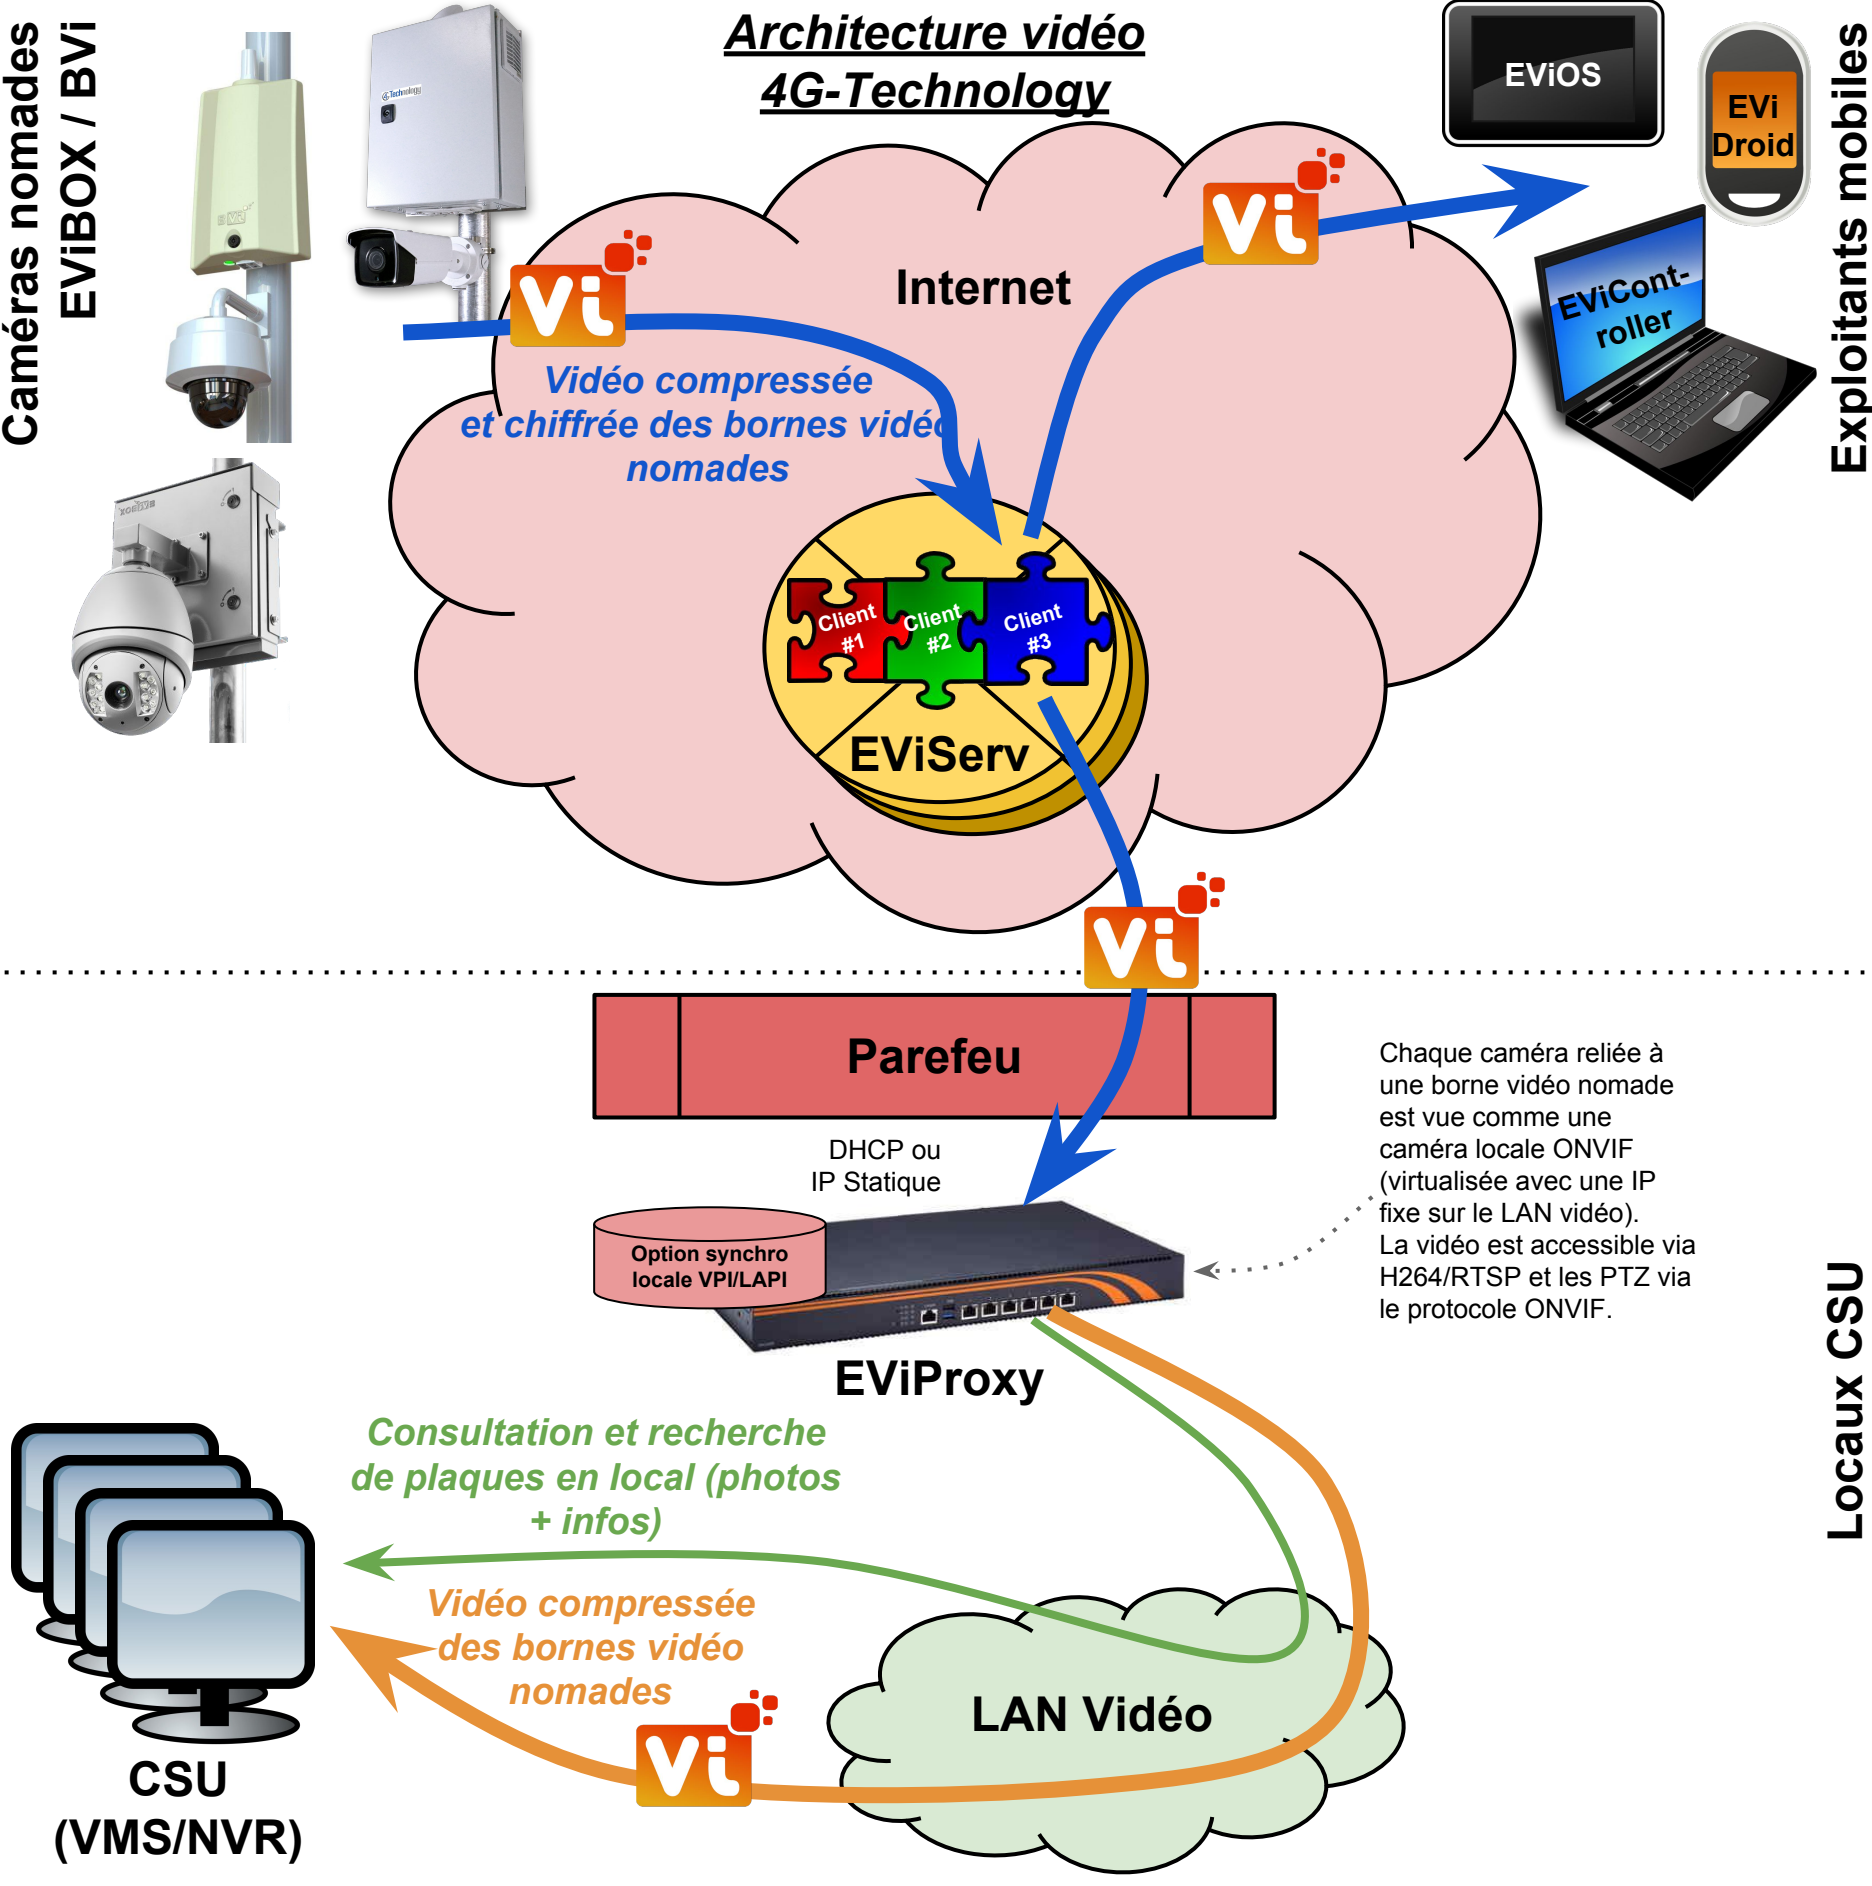 Architecture vidéo
4G-Technology
Caméras nomades
EViBOX / BVi
Technology
EViOS
EVi
Droid
EViCont-
roller
Exploitants mobiles
Vi
Vi
Internet
Vidéo compressée
et chiffrée des bornes vidéo
nomades
Client
#1
Client
#2
Client
#3
EViServ
Vi
Parefeu
DHCP ou
IP Statique
Option synchro
locale VPI/LAPI
EViProxy
Chaque caméra reliée à
une borne vidéo nomade
est vue comme une
caméra locale ONVIF
(virtualisée avec une IP
fixe sur le LAN vidéo).
La vidéo est accessible via
H264/RTSP et les PTZ via
le protocole ONVIF.
Locaux CSU
Consultation et recherche
de plaques en local (photos
+ infos)
Vidéo compressée
des bornes vidéo
nomades
Vi
LAN Vidéo
CSU
(VMS/NVR)